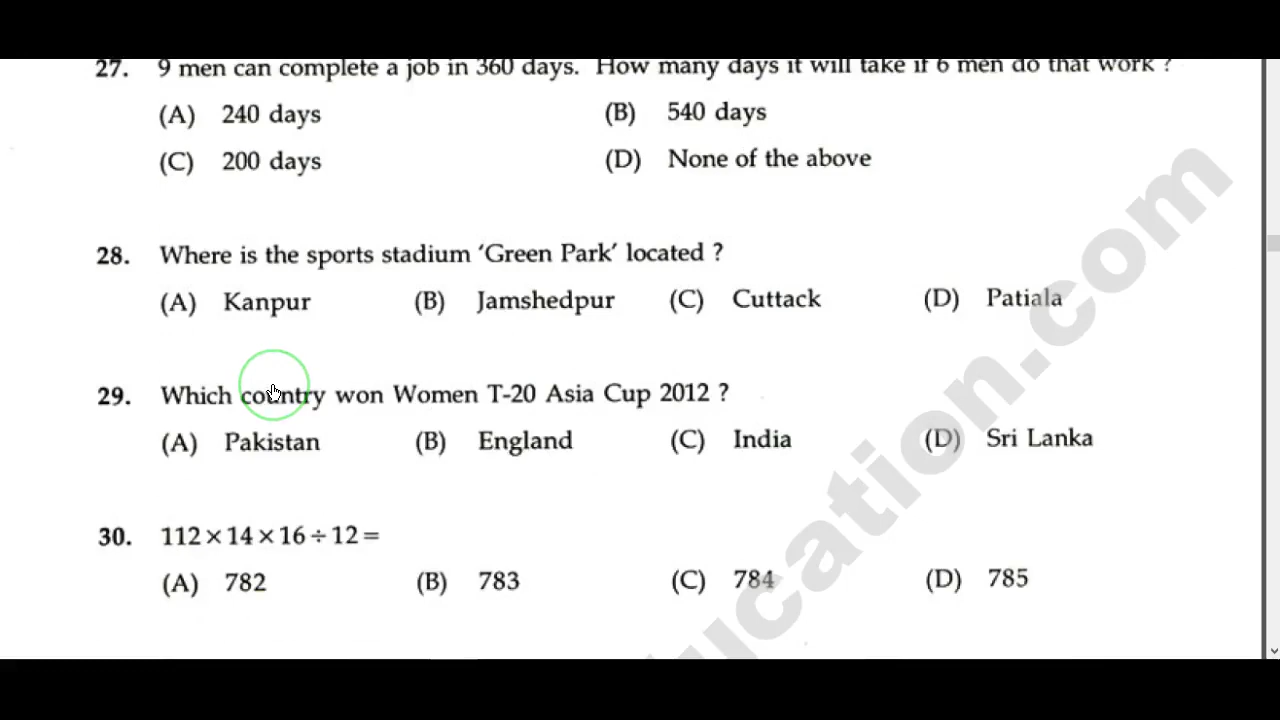 27. 9 men can complete a job in 360 days. How many days it will take if 6 men do that work ?
(A) 240 days (B) 540 days
(C) 200 days (D) None of the above
28. Where is the sports stadium ‘Green Park’ located ?
(A) Kanpur (B) Jamshedpur (C) Cuttack (D) Patiala
29. Which country won Women T-20 Asia Cup 2012 ?
(A) Pakistan (B) England (C) India (D) Sri Lanka
30. 112 × 14 × 16 ÷ 12 =
(A) 782 (B) 783 (C) 784 (D) 785
ucation.com